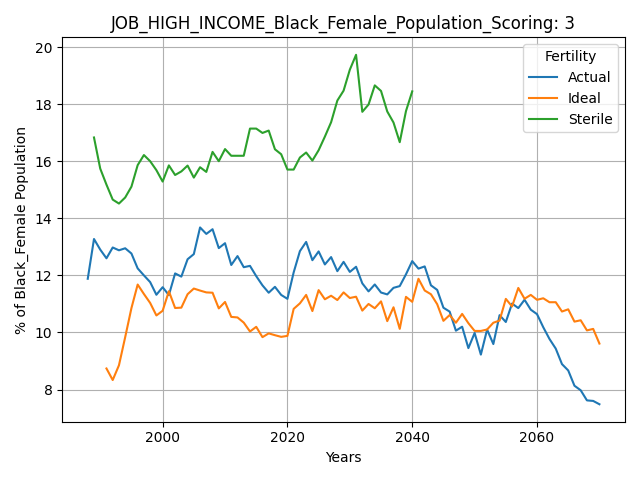 JOB_HIGH_INCOME_Black_Female_Population_Scoring: 3
Fertility
Actual
Ideal
Sterile
% of Black_Female Population
20
18
16
14
12
10
8
2000 2020 2040 2060
Years